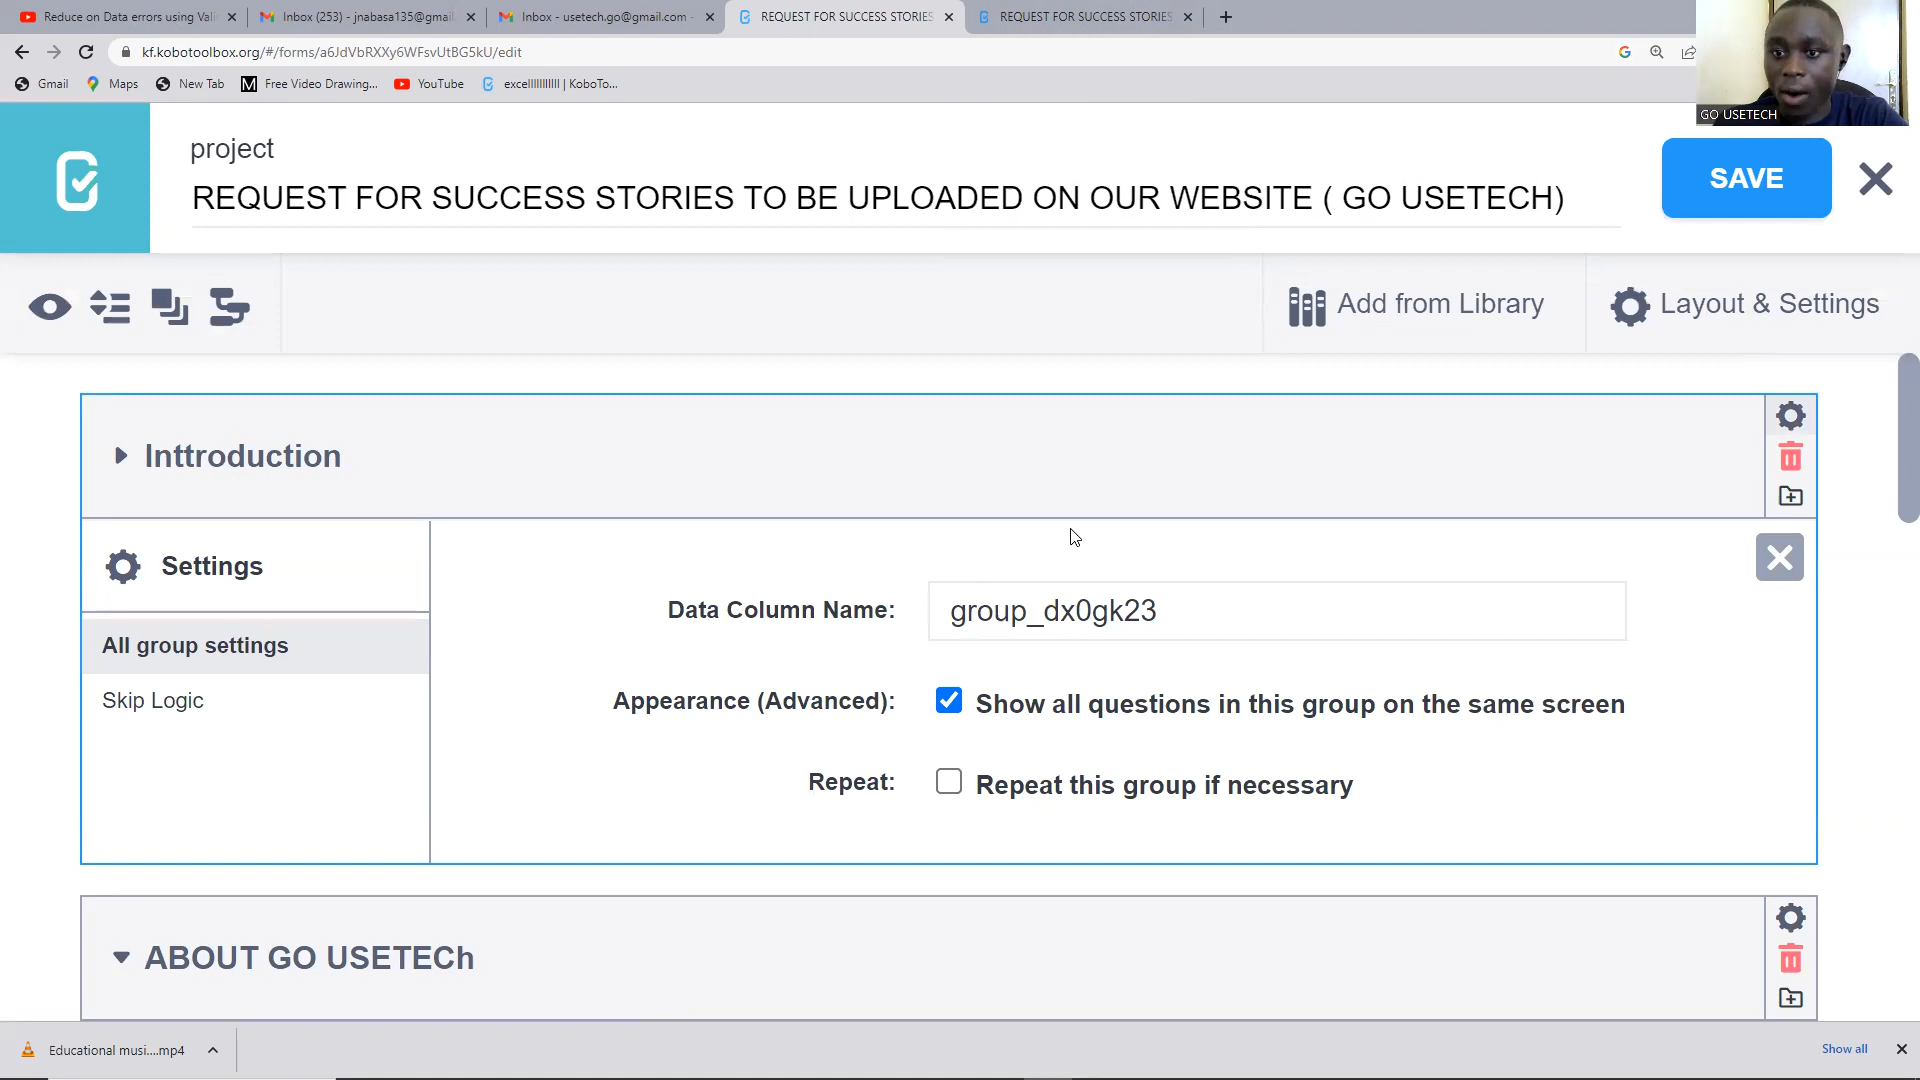 Reduce on Data errors using Vali
Inbox (253) - jnabasa135@gmail.
Inbox - usetech.go@gmail.com -
REQUEST FOR SUCCESS STORIES
REQUEST FOR SUCCESS STORIES
kf.kobotoolbox.org/#/forms/a6JdVbRXXy6WFsvUtBG5kU/edit
Gmail
Maps
New Tab
Free Video Drawing...
YouTube
excelllllllllll | KoboTo...
GO USETECH
project
REQUEST FOR SUCCESS STORIES TO BE UPLOADED ON OUR WEBSITE ( GO USETECH)
SAVE
Add from Library
Layout & Settings
Inttroduction
Settings
All group settings
Skip Logic
Data Column Name:
group_dx0gk23
Appearance (Advanced):
Show all questions in this group on the same screen
Repeat:
Repeat this group if necessary
ABOUT GO USETECh
Educational musi....mp4
Show all